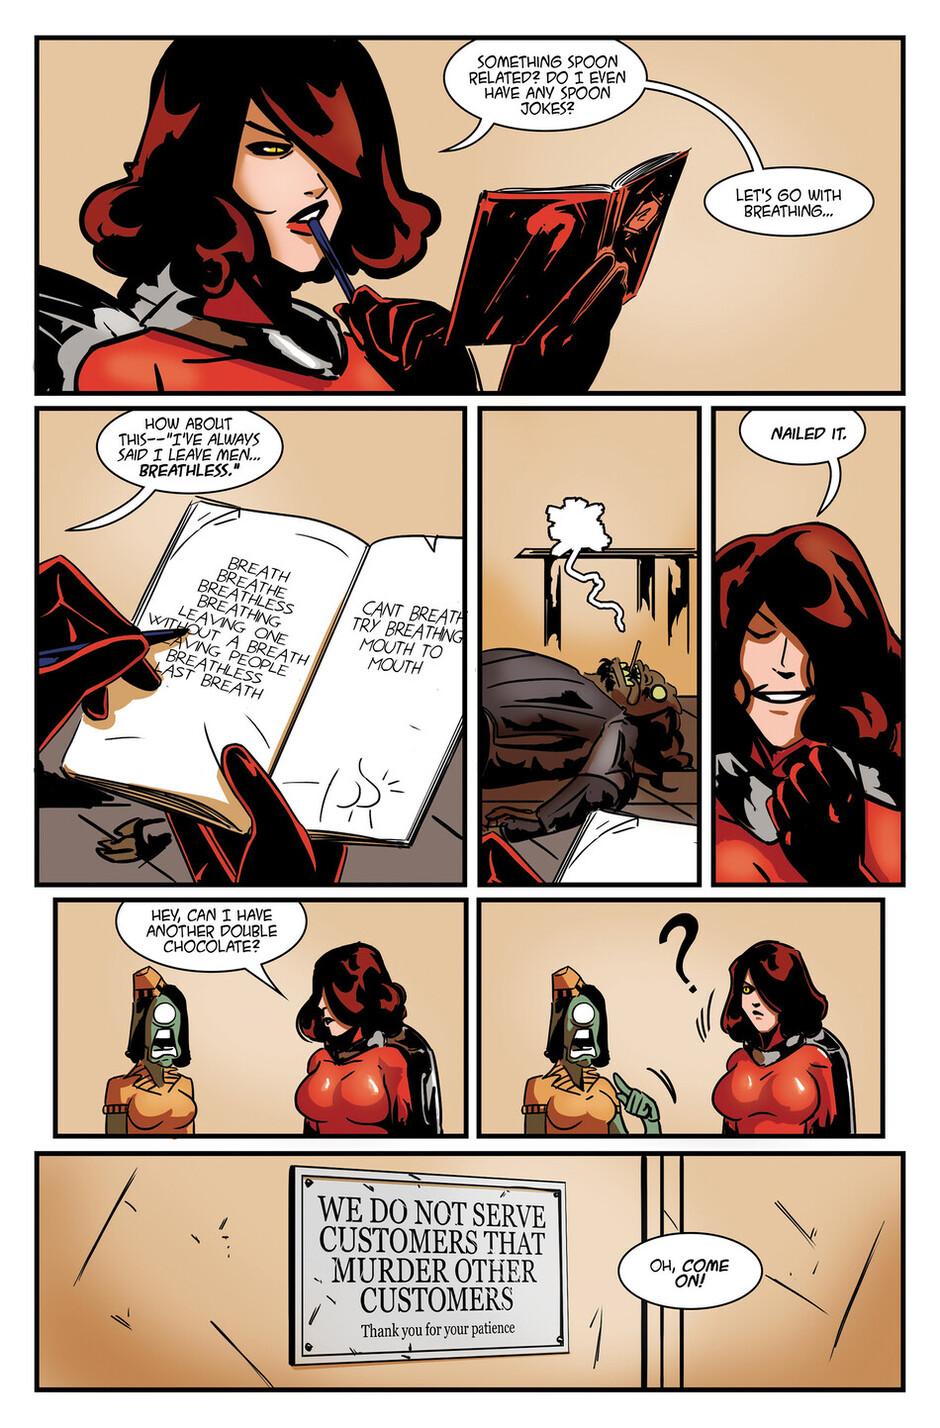 SOMETHING SPOON
RELATED? DO I EVEN
HAVE ANY SPOON
JOKES?
LET'S GO WITH
BREATHING...
HOW ABOUT
THIS--"I'VE ALWAYS
SAID I LEAVE MEN...
BREATHLESS."
BREATH
BREATHE
BREATHLESS
BREATHING
LEAVING ONE
WITHOUT A BREATH
LEAVING PEOPLE
BREATHLESS
LAST BREATH
CANT BREATH
TRY BREATHING
MOUTH TO
MOUTH
NAILED IT.
HEY, CAN I HAVE
ANOTHER DOUBLE
CHOCOLATE?
?
WE DO NOT SERVE
CUSTOMERS THAT
MURDER OTHER
CUSTOMERS
Thank you for your patience
OH, COME
ON!